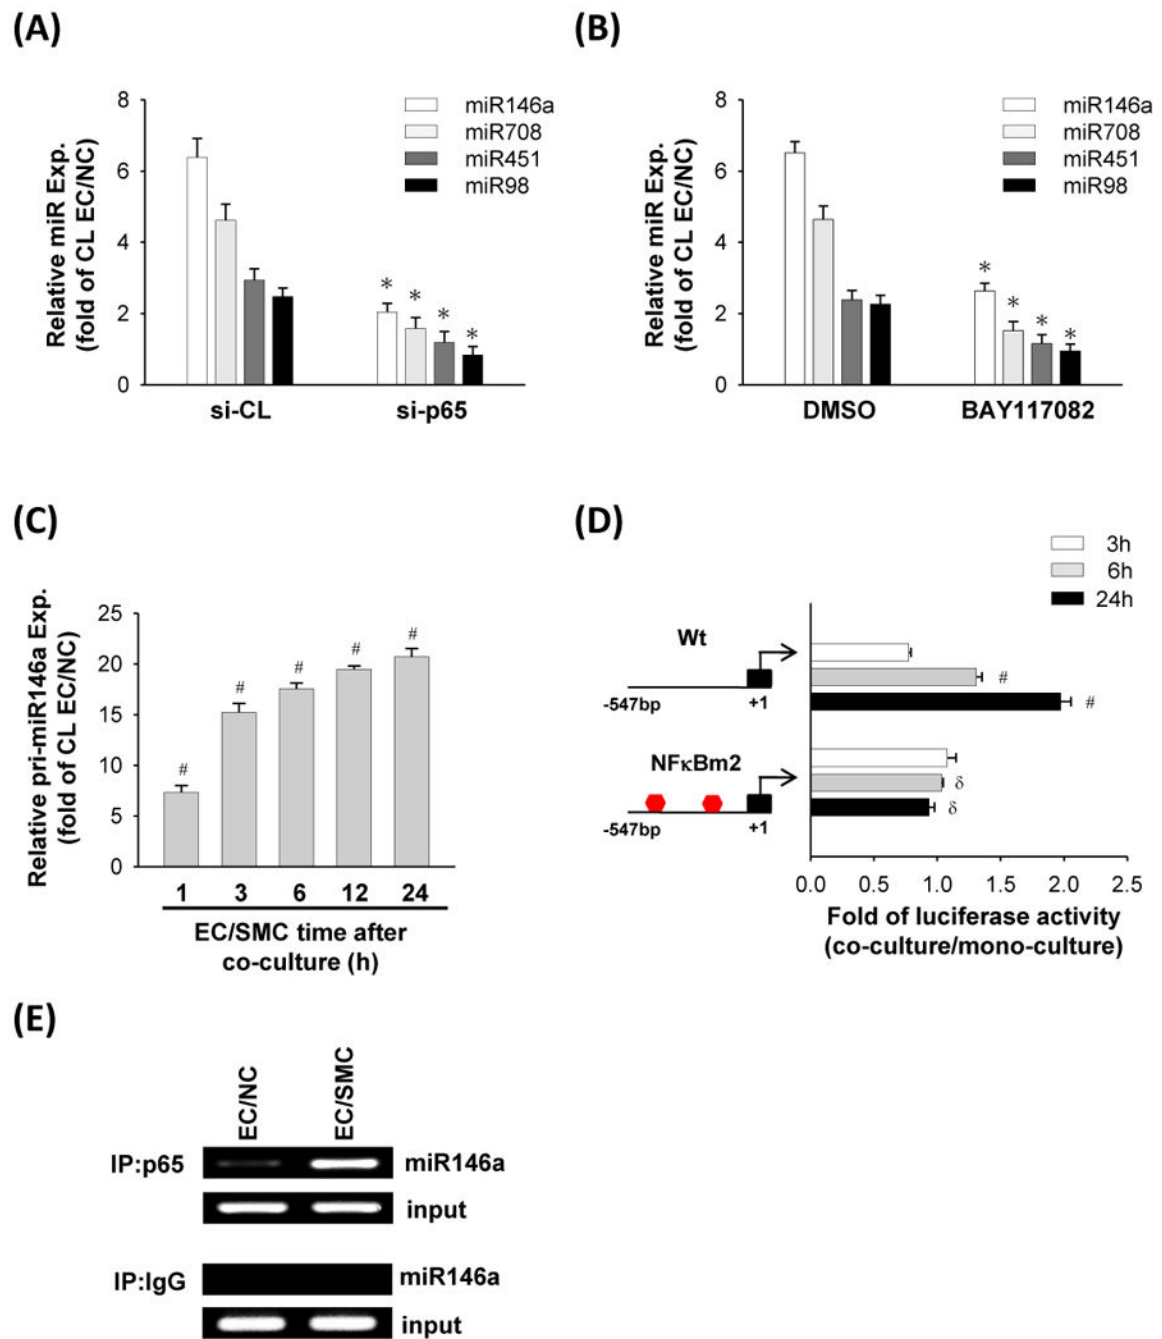 (A)
8
6
4
2
0
Relative miR Exp.
(fold of CL EC/NC)
miR146a
miR708
miR451
miR98
* * * *
si-CL si-p65
(B)
8
6
4
2
0
Relative miR Exp.
(fold of CL EC/NC)
miR146a
miR708
miR451
miR98
* * * *
DMSO BAY117082
(C)
25
20
15
10
5
0
Relative pri-miR146a Exp.
(fold of CL EC/NC)
# # # # #
1 3 6 12 24
EC/SMC time after
co-culture (h)
(D)
3h
6h
24h
Wt
-547bp +1
#
#
NFκBm2
-547bp +1
δ
δ
0.0 0.5 1.0 1.5 2.0 2.5
Fold of luciferase activity
(co-culture/mono-culture)
(E)
EC/NC
EC/SMC
IP:p65 miR146a
input
IP:IgG miR146a
input